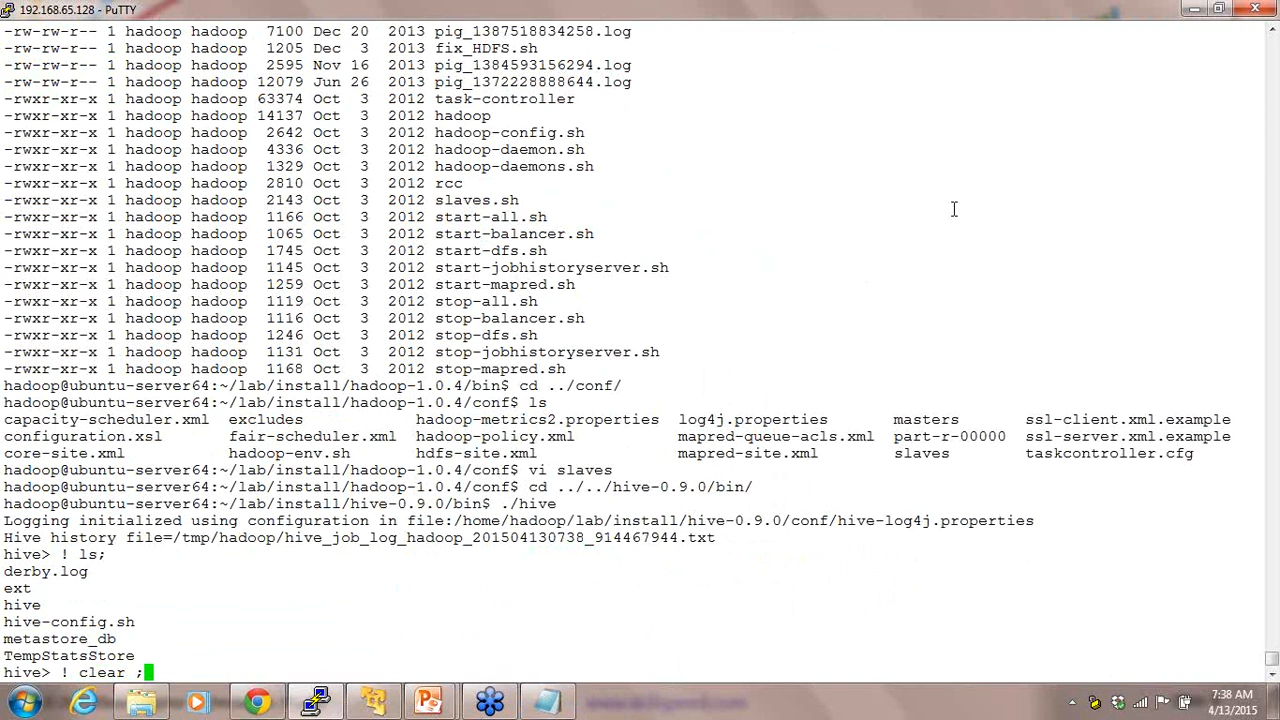 192.168.65.128 - PuTTY
-rw-rw-r-- 1 hadoop hadoop  7100 Dec 20  2013 pig_1387518834258.log
-rw-rw-r-- 1 hadoop hadoop  1205 Dec  3  2013 fix_HDFS.sh
-rw-rw-r-- 1 hadoop hadoop  2595 Nov 16  2013 pig_1384593156294.log
-rw-rw-r-- 1 hadoop hadoop 12079 Jun 26  2013 pig_1372228888644.log
-rwxr-xr-x 1 hadoop hadoop 63374 Oct  3  2012 task-controller
-rwxr-xr-x 1 hadoop hadoop 14137 Oct  3  2012 hadoop
-rwxr-xr-x 1 hadoop hadoop  2642 Oct  3  2012 hadoop-config.sh
-rwxr-xr-x 1 hadoop hadoop  4336 Oct  3  2012 hadoop-daemon.sh
-rwxr-xr-x 1 hadoop hadoop  1329 Oct  3  2012 hadoop-daemons.sh
-rwxr-xr-x 1 hadoop hadoop  2810 Oct  3  2012 rcc
-rwxr-xr-x 1 hadoop hadoop  2143 Oct  3  2012 slaves.sh
-rwxr-xr-x 1 hadoop hadoop  1166 Oct  3  2012 start-all.sh
-rwxr-xr-x 1 hadoop hadoop  1065 Oct  3  2012 start-balancer.sh
-rwxr-xr-x 1 hadoop hadoop  1745 Oct  3  2012 start-dfs.sh
-rwxr-xr-x 1 hadoop hadoop  1145 Oct  3  2012 start-jobhistoryserver.sh
-rwxr-xr-x 1 hadoop hadoop  1259 Oct  3  2012 start-mapred.sh
-rwxr-xr-x 1 hadoop hadoop  1119 Oct  3  2012 stop-all.sh
-rwxr-xr-x 1 hadoop hadoop  1116 Oct  3  2012 stop-balancer.sh
-rwxr-xr-x 1 hadoop hadoop  1246 Oct  3  2012 stop-dfs.sh
-rwxr-xr-x 1 hadoop hadoop  1131 Oct  3  2012 stop-jobhistoryserver.sh
-rwxr-xr-x 1 hadoop hadoop  1168 Oct  3  2012 stop-mapred.sh
hadoop@ubuntu-server64:~/lab/install/hadoop-1.0.4/bin$ cd ../conf/
hadoop@ubuntu-server64:~/lab/install/hadoop-1.0.4/conf$ ls
capacity-scheduler.xml  excludes            hadoop-metrics2.properties  log4j.properties       masters       ssl-client.xml.example
configuration.xsl       fair-scheduler.xml  hadoop-policy.xml           mapred-queue-acls.xml  part-r-00000  ssl-server.xml.example
core-site.xml           hadoop-env.sh       hdfs-site.xml               mapred-site.xml        slaves        taskcontroller.cfg
hadoop@ubuntu-server64:~/lab/install/hadoop-1.0.4/conf$ vi slaves
hadoop@ubuntu-server64:~/lab/install/hadoop-1.0.4/conf$ cd ../../hive-0.9.0/bin/
hadoop@ubuntu-server64:~/lab/install/hive-0.9.0/bin$ ./hive
Logging initialized using configuration in file:/home/hadoop/lab/install/hive-0.9.0/conf/hive-log4j.properties
Hive history file=/tmp/hadoop/hive_job_log_hadoop_201504130738_914467944.txt
hive> ! ls;
derby.log
ext
hive
hive-config.sh
metastore_db
TempStatsStore
hive> ! clear ;
7:38 AM
4/13/2015